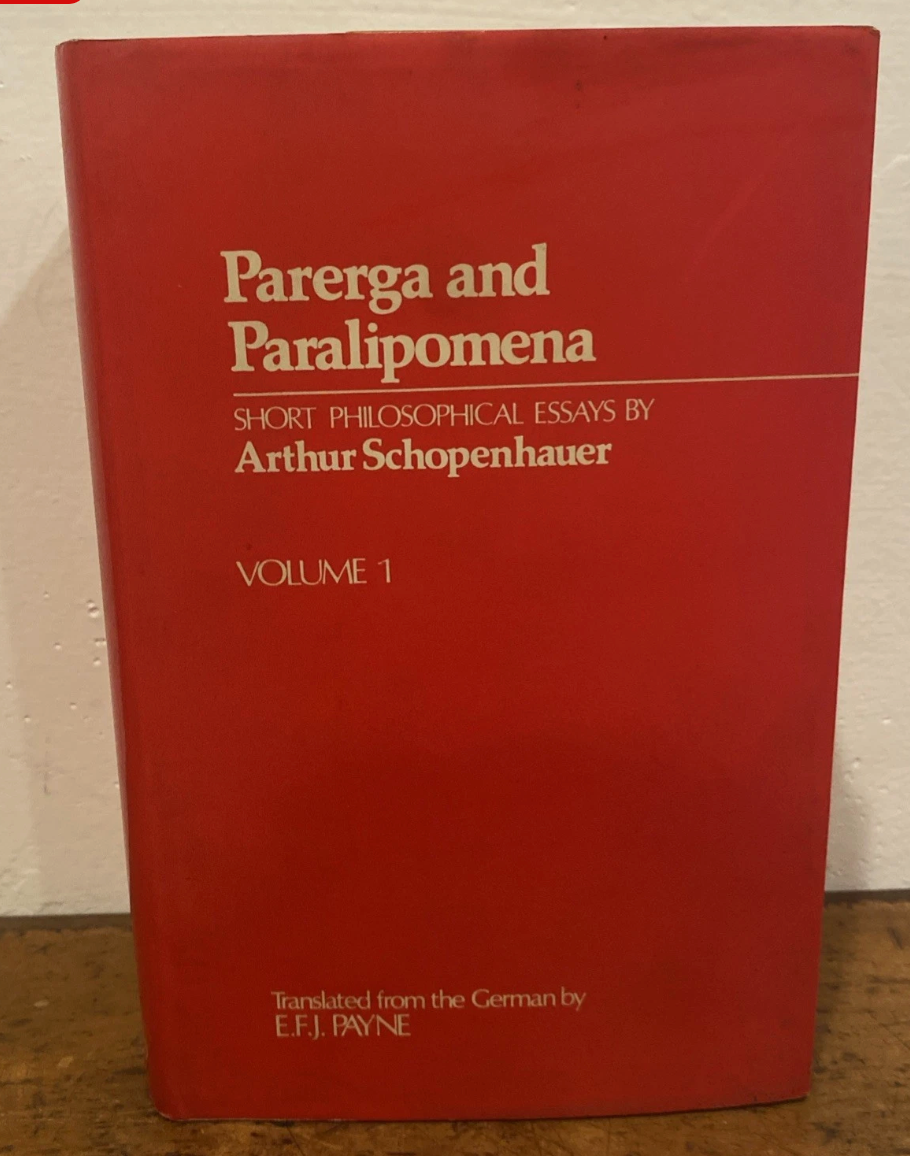 Parerga and
Paralipomena
SHORT PHILOSOPHICAL ESSAYS BY
Arthur Schopenhauer
VOLUME 1
Translated from the German by
E.F.J. PAYNE